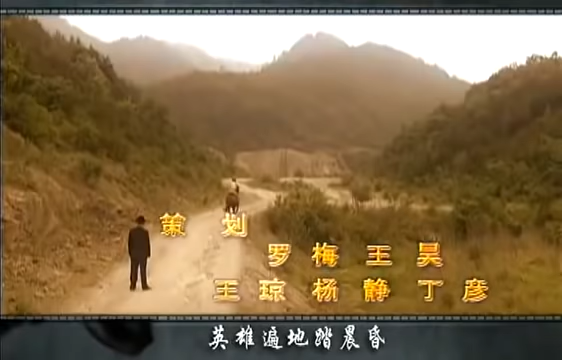 策划
罗梅 王昊
王琼 杨静 丁彦
英雄遍地踏晨昏